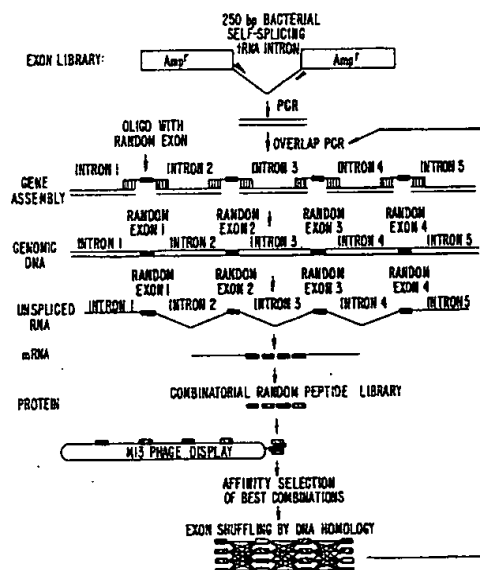 250 bp BACTERIAL
SELF-SPLICING
tRNA INTRON
EXON LIBRARY:
Ampʳ
Ampʳ
PCR
OLIGO WITH
RANDOM EXON
OVERLAP PCR
INTRON 1 INTRON 2 INTRON 3 INTRON 4 INTRON 5
GENE
ASSEMBLY
RANDOM EXON 1
RANDOM EXON 2
RANDOM EXON 3
RANDOM EXON 4
GENOMIC
DNA
INTRON 1 INTRON 2 INTRON 3 INTRON 4 INTRON 5
RANDOM EXON 1
RANDOM EXON 2
RANDOM EXON 3
RANDOM EXON 4
UNSPLICED
RNA
INTRON 1 INTRON 2 INTRON 3 INTRON 4 INTRON 5
mRNA
COMBINATORIAL RANDOM PEPTIDE LIBRARY
PROTEIN
M13 PHAGE DISPLAY
AFFINITY SELECTION
OF BEST COMBINATIONS
EXON SHUFFLING BY DNA HOMOLOGY